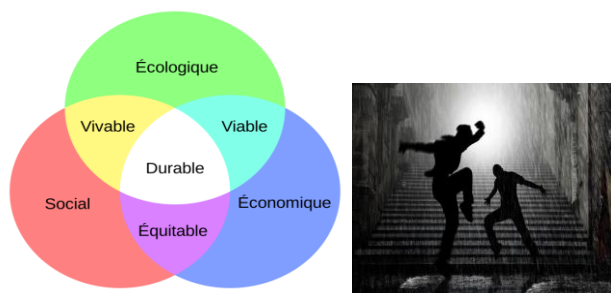 Écologique
Vivable
Viable
Durable
Social
Économique
Équitable